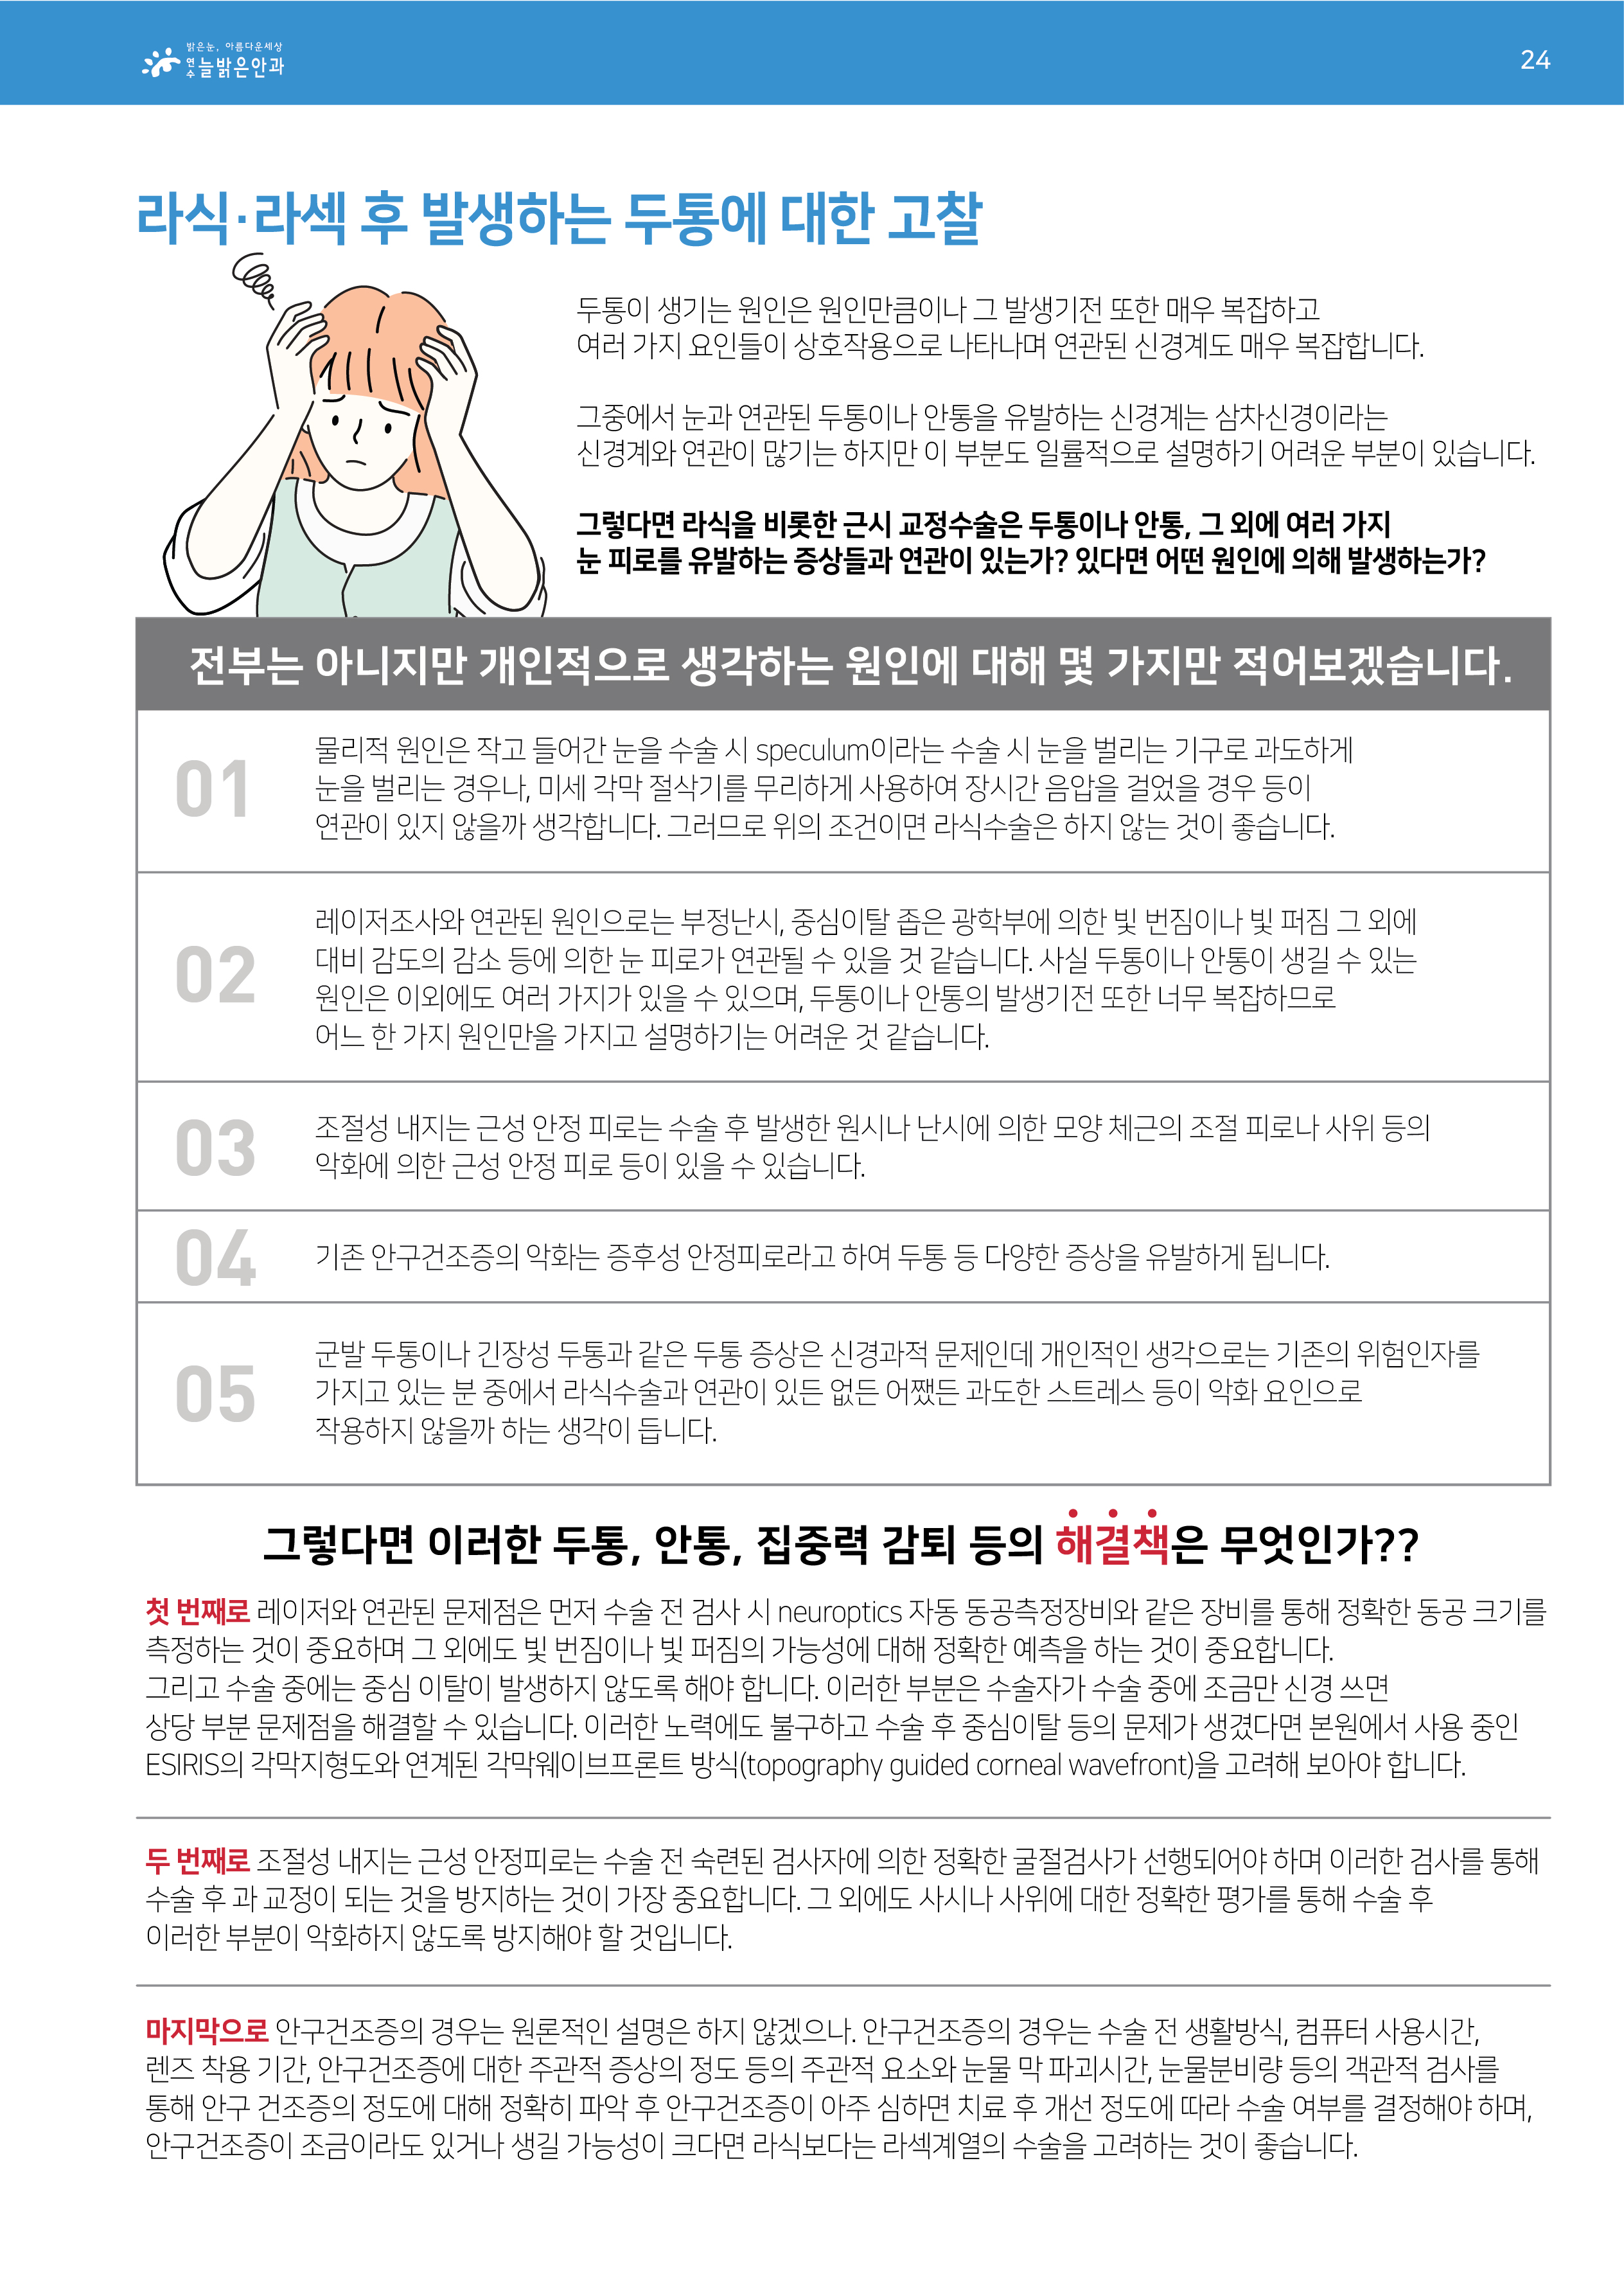 밝은눈, 아름다운세상
연수 늘밝은안과
24
라식·라섹 후 발생하는 두통에 대한 고찰
두통이 생기는 원인은 원인만큼이나 그 발생기전 또한 매우 복잡하고
여러 가지 요인들이 상호작용으로 나타나며 연관된 신경계도 매우 복잡합니다.
그중에서 눈과 연관된 두통이나 안통을 유발하는 신경계는 삼차신경이라는
신경계와 연관이 많기는 하지만 이 부분도 일률적으로 설명하기 어려운 부분이 있습니다.
그렇다면 라식을 비롯한 근시 교정수술은 두통이나 안통, 그 외에 여러 가지
눈 피로를 유발하는 증상들과 연관이 있는가? 있다면 어떤 원인에 의해 발생하는가?
전부는 아니지만 개인적으로 생각하는 원인에 대해 몇 가지만 적어보겠습니다.
01
물리적 원인은 작고 들어간 눈을 수술 시 speculum이라는 수술 시 눈을 벌리는 기구로 과도하게
눈을 벌리는 경우나, 미세 각막 절삭기를 무리하게 사용하여 장시간 음압을 걸었을 경우 등이
연관이 있지 않을까 생각합니다. 그러므로 위의 조건이면 라식수술은 하지 않는 것이 좋습니다.
02
레이저조사와 연관된 원인으로는 부정난시, 중심이탈 좁은 광학부에 의한 빛 번짐이나 빛 퍼짐 그 외에
대비 감도의 감소 등에 의한 눈 피로가 연관될 수 있을 것 같습니다. 사실 두통이나 안통이 생길 수 있는
원인은 이외에도 여러 가지가 있을 수 있으며, 두통이나 안통의 발생기전 또한 너무 복잡하므로
어느 한 가지 원인만을 가지고 설명하기는 어려운 것 같습니다.
03
조절성 내지는 근성 안정 피로는 수술 후 발생한 원시나 난시에 의한 모양 체근의 조절 피로나 사위 등의
악화에 의한 근성 안정 피로 등이 있을 수 있습니다.
04
기존 안구건조증의 악화는 증후성 안정피로라고 하여 두통 등 다양한 증상을 유발하게 됩니다.
05
군발 두통이나 긴장성 두통과 같은 두통 증상은 신경과적 문제인데 개인적인 생각으로는 기존의 위험인자를
가지고 있는 분 중에서 라식수술과 연관이 있든 없든 어쨌든 과도한 스트레스 등이 악화 요인으로
작용하지 않을까 하는 생각이 듭니다.
그렇다면 이러한 두통, 안통, 집중력 감퇴 등의 해결책은 무엇인가??
첫 번째로 레이저와 연관된 문제점은 먼저 수술 전 검사 시 neuroptics 자동 동공측정장비와 같은 장비를 통해 정확한 동공 크기를
측정하는 것이 중요하며 그 외에도 빛 번짐이나 빛 퍼짐의 가능성에 대해 정확한 예측을 하는 것이 중요합니다.
그리고 수술 중에는 중심 이탈이 발생하지 않도록 해야 합니다. 이러한 부분은 수술자가 수술 중에 조금만 신경 쓰면
상당 부분 문제점을 해결할 수 있습니다. 이러한 노력에도 불구하고 수술 후 중심이탈 등의 문제가 생겼다면 본원에서 사용 중인
ESIRIS의 각막지형도와 연계된 각막웨이브프론트 방식(topography guided corneal wavefront)을 고려해 보아야 합니다.
두 번째로 조절성 내지는 근성 안정피로는 수술 전 숙련된 검사자에 의한 정확한 굴절검사가 선행되어야 하며 이러한 검사를 통해
수술 후 과 교정이 되는 것을 방지하는 것이 가장 중요합니다. 그 외에도 사시나 사위에 대한 정확한 평가를 통해 수술 후
이러한 부분이 악화하지 않도록 방지해야 할 것입니다.
마지막으로 안구건조증의 경우는 원론적인 설명은 하지 않겠으나. 안구건조증의 경우는 수술 전 생활방식, 컴퓨터 사용시간,
렌즈 착용 기간, 안구건조증에 대한 주관적 증상의 정도 등의 주관적 요소와 눈물 막 파괴시간, 눈물분비량 등의 객관적 검사를
통해 안구 건조증의 정도에 대해 정확히 파악 후 안구건조증이 아주 심하면 치료 후 개선 정도에 따라 수술 여부를 결정해야 하며,
안구건조증이 조금이라도 있거나 생길 가능성이 크다면 라식보다는 라섹계열의 수술을 고려하는 것이 좋습니다.